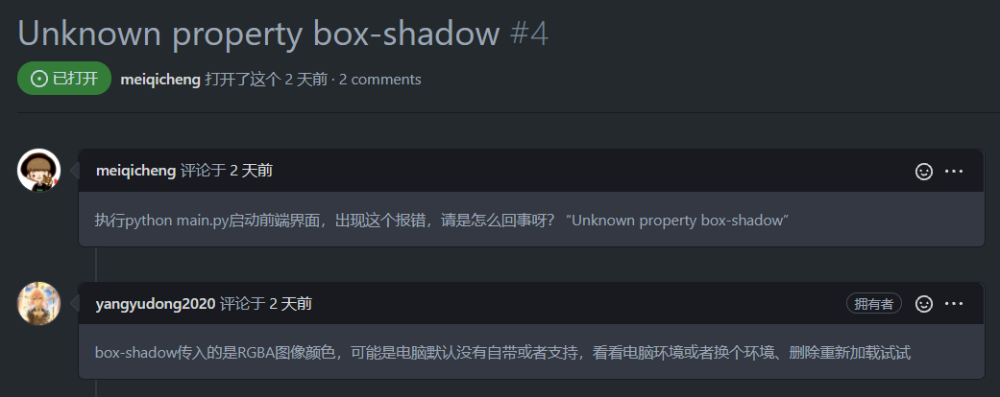 Unknown property box-shadow #4
已打开 meiqicheng 打开了这个 2 天前 · 2 comments
meiqicheng 评论于 2 天前
执行python main.py启动前端界面，出现这个报错，请是怎么回事呀？“Unknown property box-shadow”
yangyudong2020 评论于 2 天前 拥有者
box-shadow传入的是RGBA图像颜色，可能是电脑默认没有自带或者支持，看看电脑环境或者换个环境、删除重新加载试试